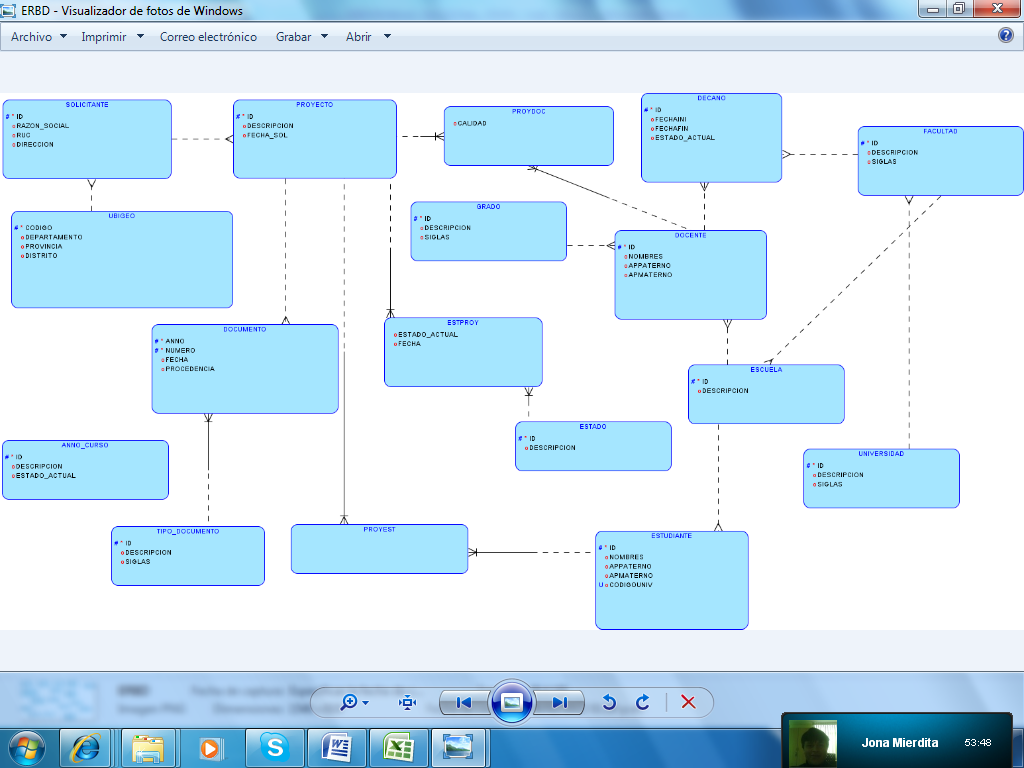 ERBD - Visualizador de fotos de Windows
Archivo Imprimir Correo electrónico Grabar Abrir
SOLICITANTE
# * ID
o RAZON_SOCIAL
o RUC
o DIRECCION
PROYECTO
# * ID
o DESCRIPCION
o FECHA_SOL
PROYDOC
o CALIDAD
DECANO
# * ID
o FECHAINI
o FECHAFIN
o ESTADO_ACTUAL
FACULTAD
# * ID
o DESCRIPCION
o SIGLAS
UBIGEO
# * CODIGO
o DEPARTAMENTO
o PROVINCIA
o DISTRITO
GRADO
# * ID
o DESCRIPCION
o SIGLAS
DOCENTE
# * ID
o NOMBRES
o APPATERNO
o APMATERNO
DOCUMENTO
# * ANNO
# * NUMERO
o FECHA
o PROCEDENCIA
ESTPROY
o ESTADO_ACTUAL
o FECHA
ESCUELA
# * ID
o DESCRIPCION
ANNO_CURSO
# * ID
o DESCRIPCION
o ESTADO_ACTUAL
ESTADO
# * ID
o DESCRIPCION
UNIVERSIDAD
# * ID
o DESCRIPCION
o SIGLAS
TIPO_DOCUMENTO
# * ID
o DESCRIPCION
o SIGLAS
PROYEST
ESTUDIANTE
# * ID
o NOMBRES
o APPATERNO
o APMATERNO
U o CODIGOUNIV
Jona Mierdita 53:48